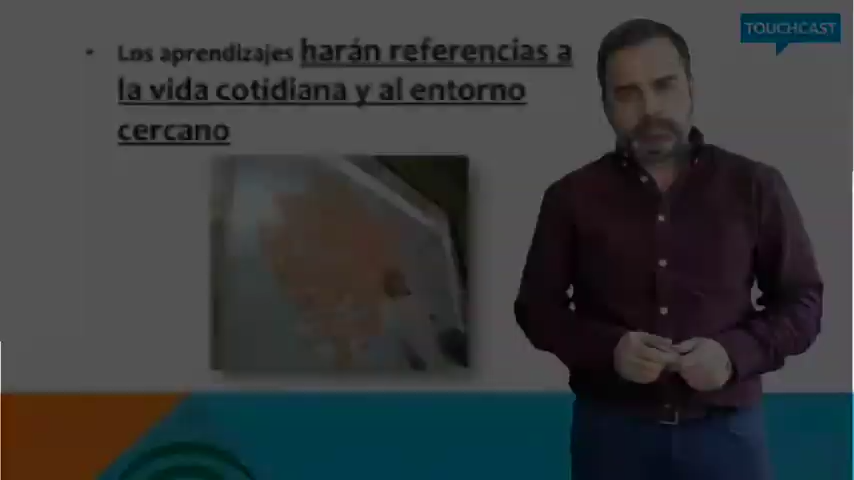 TOUCHCAST
• Los aprendizajes harán referencias a
la vida cotidiana y al entorno
cercano